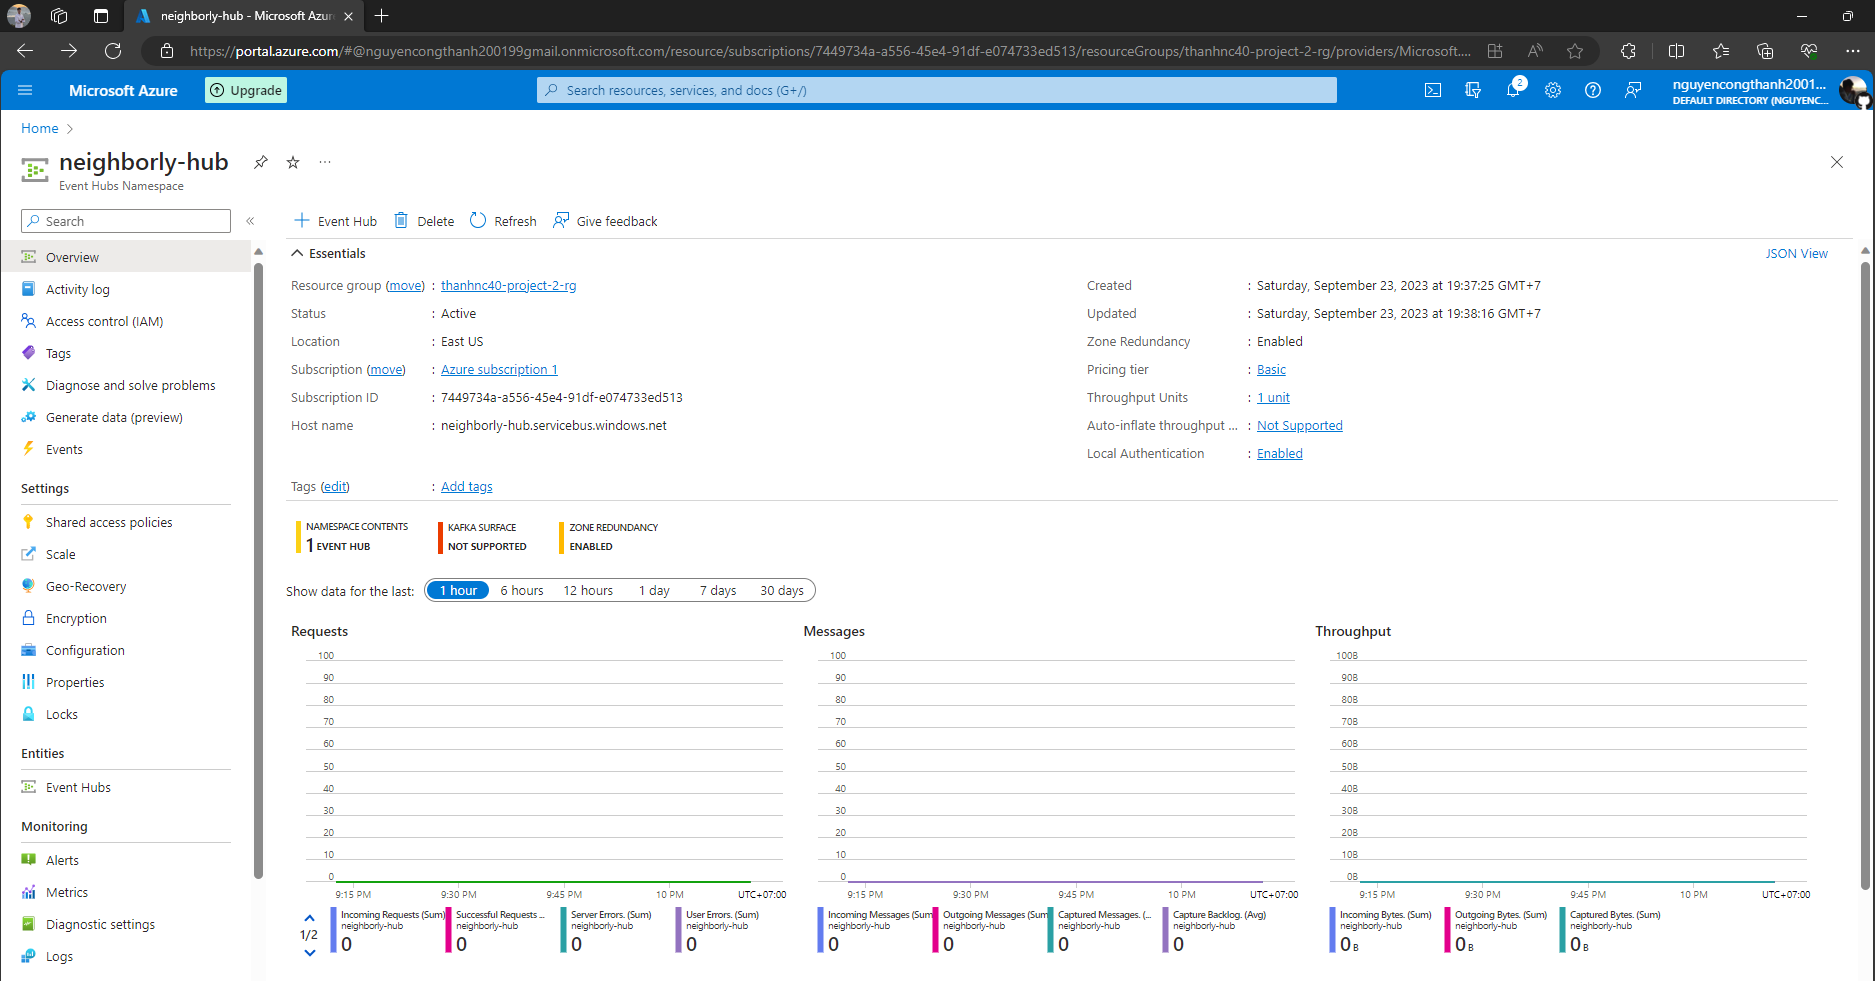 neighborly-hub - Microsoft Azur
https://portal.azure.com/#@nguyencongthanh200199gmail.onmicrosoft.com/resource/subscriptions/7449734a-a556-45e4-91df-e074733ed513/resourceGroups/thanhnc40-project-2-rg/providers/Microsoft....
Microsoft Azure
Upgrade
Search resources, services, and docs (G+/)
2
nguyencongthanh2001...
DEFAULT DIRECTORY (NGUYENC...
Home
neighborly-hub
Event Hubs Namespace
Search
Overview
Activity log
Access control (IAM)
Tags
Diagnose and solve problems
Generate data (preview)
Events
Settings
Shared access policies
Scale
Geo-Recovery
Encryption
Configuration
Properties
Locks
Entities
Event Hubs
Monitoring
Alerts
Metrics
Diagnostic settings
Logs
Event Hub
Delete
Refresh
Give feedback
Essentials
JSON View
Resource group (move) : thanhnc40-project-2-rg
Status : Active
Location : East US
Subscription (move) : Azure subscription 1
Subscription ID : 7449734a-a556-45e4-91df-e074733ed513
Host name : neighborly-hub.servicebus.windows.net
Created : Saturday, September 23, 2023 at 19:37:25 GMT+7
Updated : Saturday, September 23, 2023 at 19:38:16 GMT+7
Zone Redundancy : Enabled
Pricing tier : Basic
Throughput Units : 1 unit
Auto-inflate throughput ... : Not Supported
Local Authentication : Enabled
Tags (edit) : Add tags
NAMESPACE CONTENTS
1 EVENT HUB
KAFKA SURFACE
NOT SUPPORTED
ZONE REDUNDANCY
ENABLED
Show data for the last: 1 hour 6 hours 12 hours 1 day 7 days 30 days
Requests
100
90
80
70
60
50
40
30
20
10
0
9:15 PM 9:30 PM 9:45 PM 10 PM UTC+07:00
1/2
Incoming Requests (Sum)
neighborly-hub
0
Successful Requests ...
neighborly-hub
0
Server Errors. (Sum)
neighborly-hub
0
User Errors. (Sum)
neighborly-hub
0
Messages
100
90
80
70
60
50
40
30
20
10
0
9:15 PM 9:30 PM 9:45 PM 10 PM UTC+07:00
Incoming Messages (Sum
neighborly-hub
0
Outgoing Messages (Sum
neighborly-hub
0
Captured Messages. (...
neighborly-hub
0
Capture Backlog. (Avg)
neighborly-hub
0
Throughput
100B
90B
80B
70B
60B
50B
40B
30B
20B
10B
0B
9:15 PM 9:30 PM 9:45 PM 10 PM UTC+07:00
Incoming Bytes. (Sum)
neighborly-hub
0 B
Outgoing Bytes. (Sum)
neighborly-hub
0 B
Captured Bytes. (Sum)
neighborly-hub
0 B